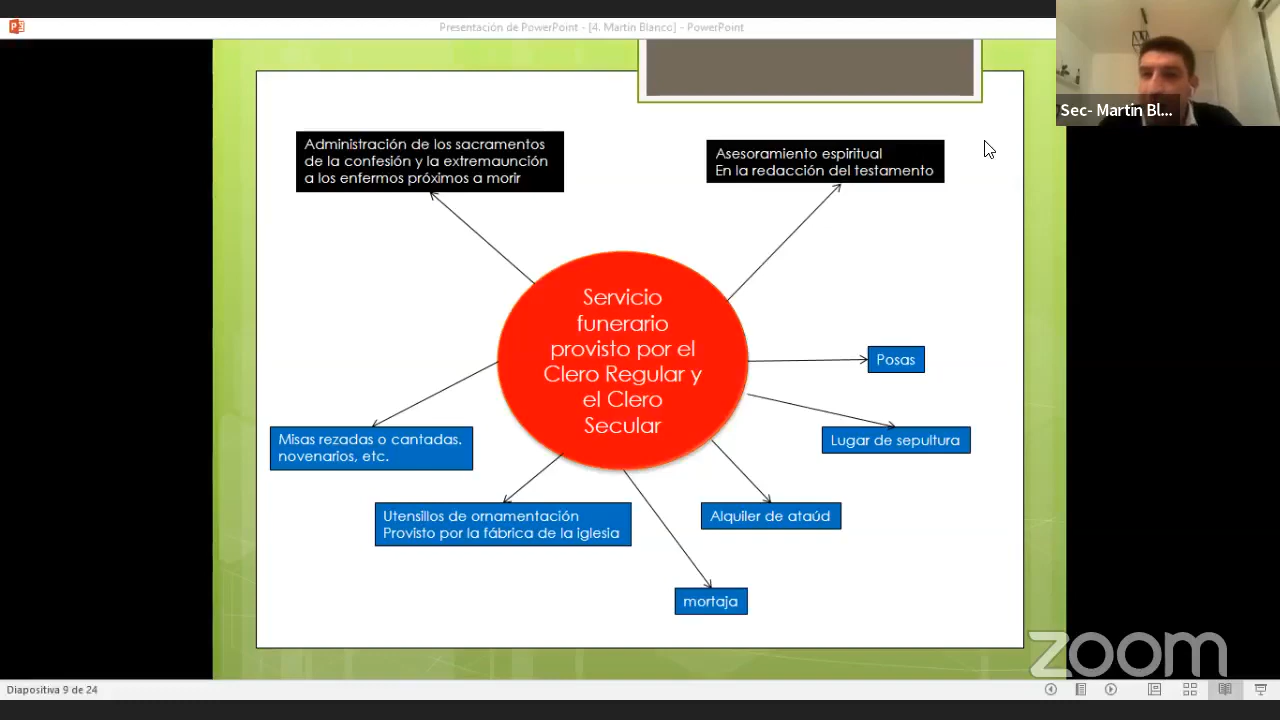 Presentación de PowerPoint - [4. Martin Blanco] - PowerPoint
Sec- Martin Bl...
Administración de los sacramentos
de la confesión y la extremaunción
a los enfermos próximos a morir
Asesoramiento espiritual
En la redacción del testamento
Servicio
funerario
provisto por el
Clero Regular y
el Clero
Secular
Posas
Lugar de sepultura
Misas rezadas o cantadas.
novenarios, etc.
Utensillos de ornamentación
Provisto por la fábrica de la iglesia
Alquiler de ataúd
mortaja
zoom
Diapositiva 9 de 24